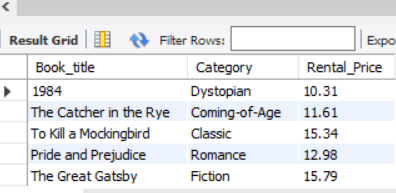 Result Grid Filter Rows: Expo
Book_title Category Rental_Price
1984 Dystopian 10.31
The Catcher in the Rye Coming-of-Age 11.61
To Kill a Mockingbird Classic 15.34
Pride and Prejudice Romance 12.98
The Great Gatsby Fiction 15.79